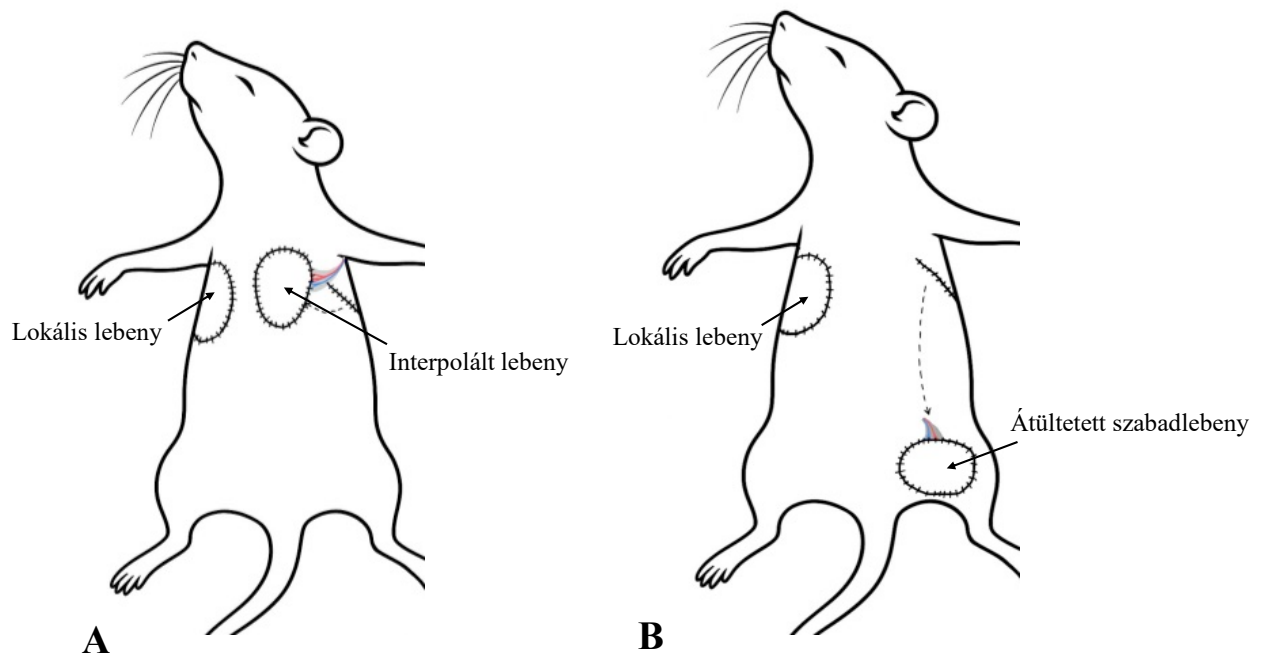 Lokális lebeny
Interpolált lebeny
A
Lokális lebeny
Átültetett szabadlebeny
B